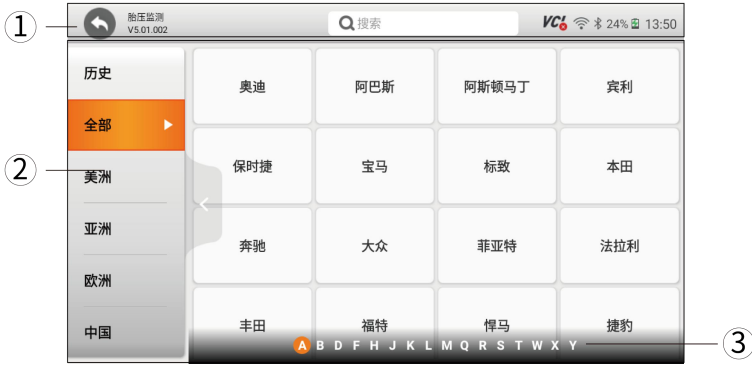 ①
胎压监测
V5.01.002
搜索
VCI
24%
13:50
②
历史
全部
美洲
亚洲
欧洲
中国
奥迪 阿巴斯 阿斯顿马丁 宾利
保时捷 宝马 标致 本田
奔驰 大众 菲亚特 法拉利
丰田 福特 悍马 捷豹
A B D F H J K L M Q R S T W X Y
③